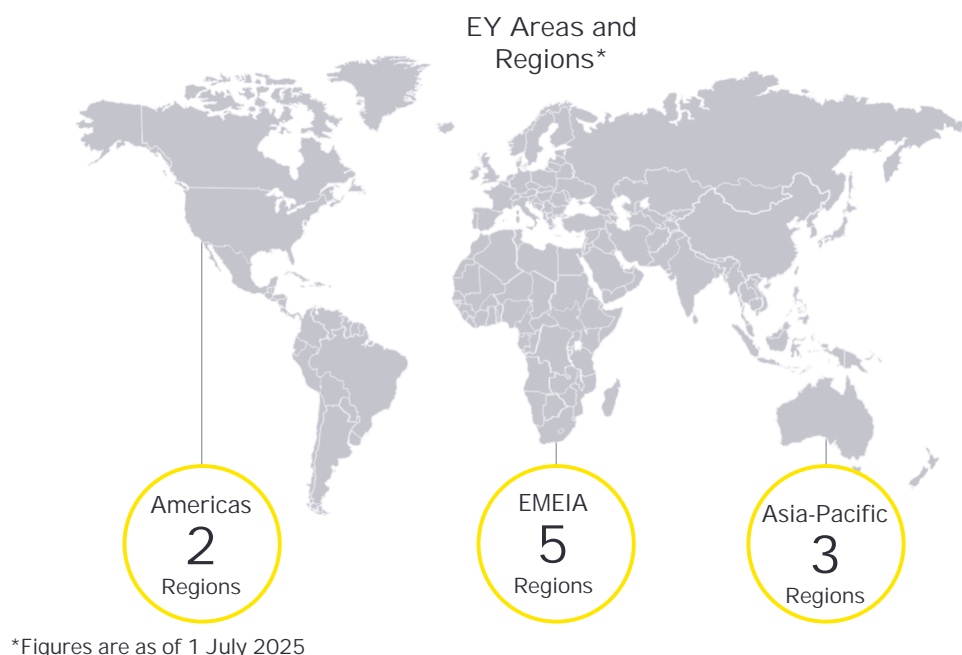 EY Areas and
Regions*
Americas
2
Regions
EMEIA
5
Regions
Asia-Pacific
3
Regions
*Figures are as of 1 July 2025